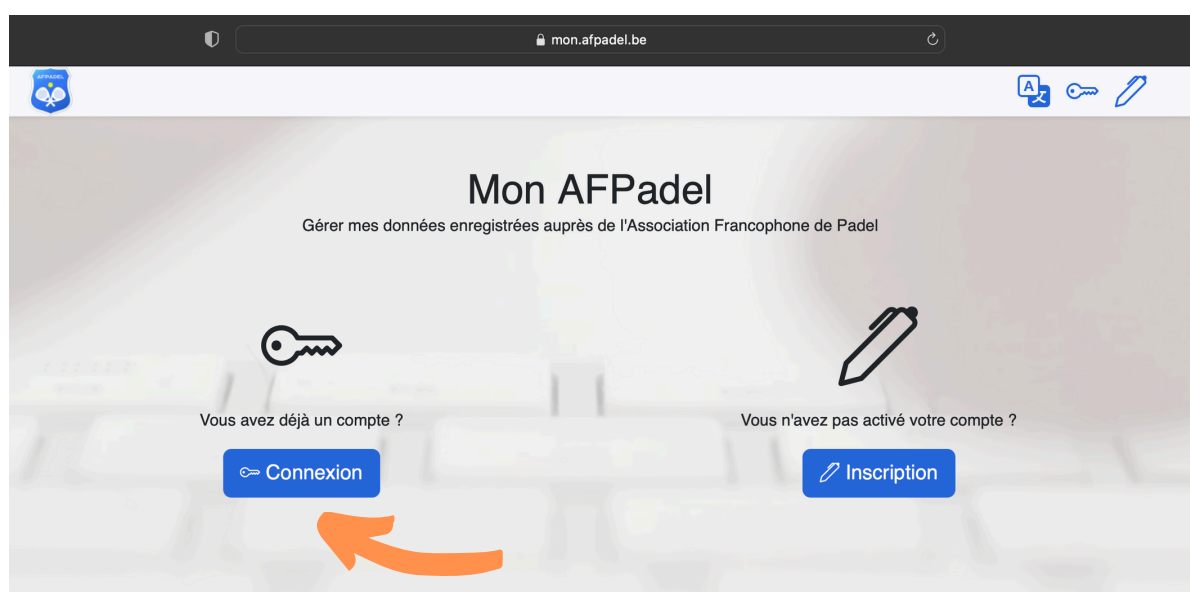 mon.afpadel.be
AFPADEL
Mon AFPadel
Gérer mes données enregistrées auprès de l'Association Francophone de Padel
Vous avez déjà un compte ?
Vous n'avez pas activé votre compte ?
Connexion
Inscription